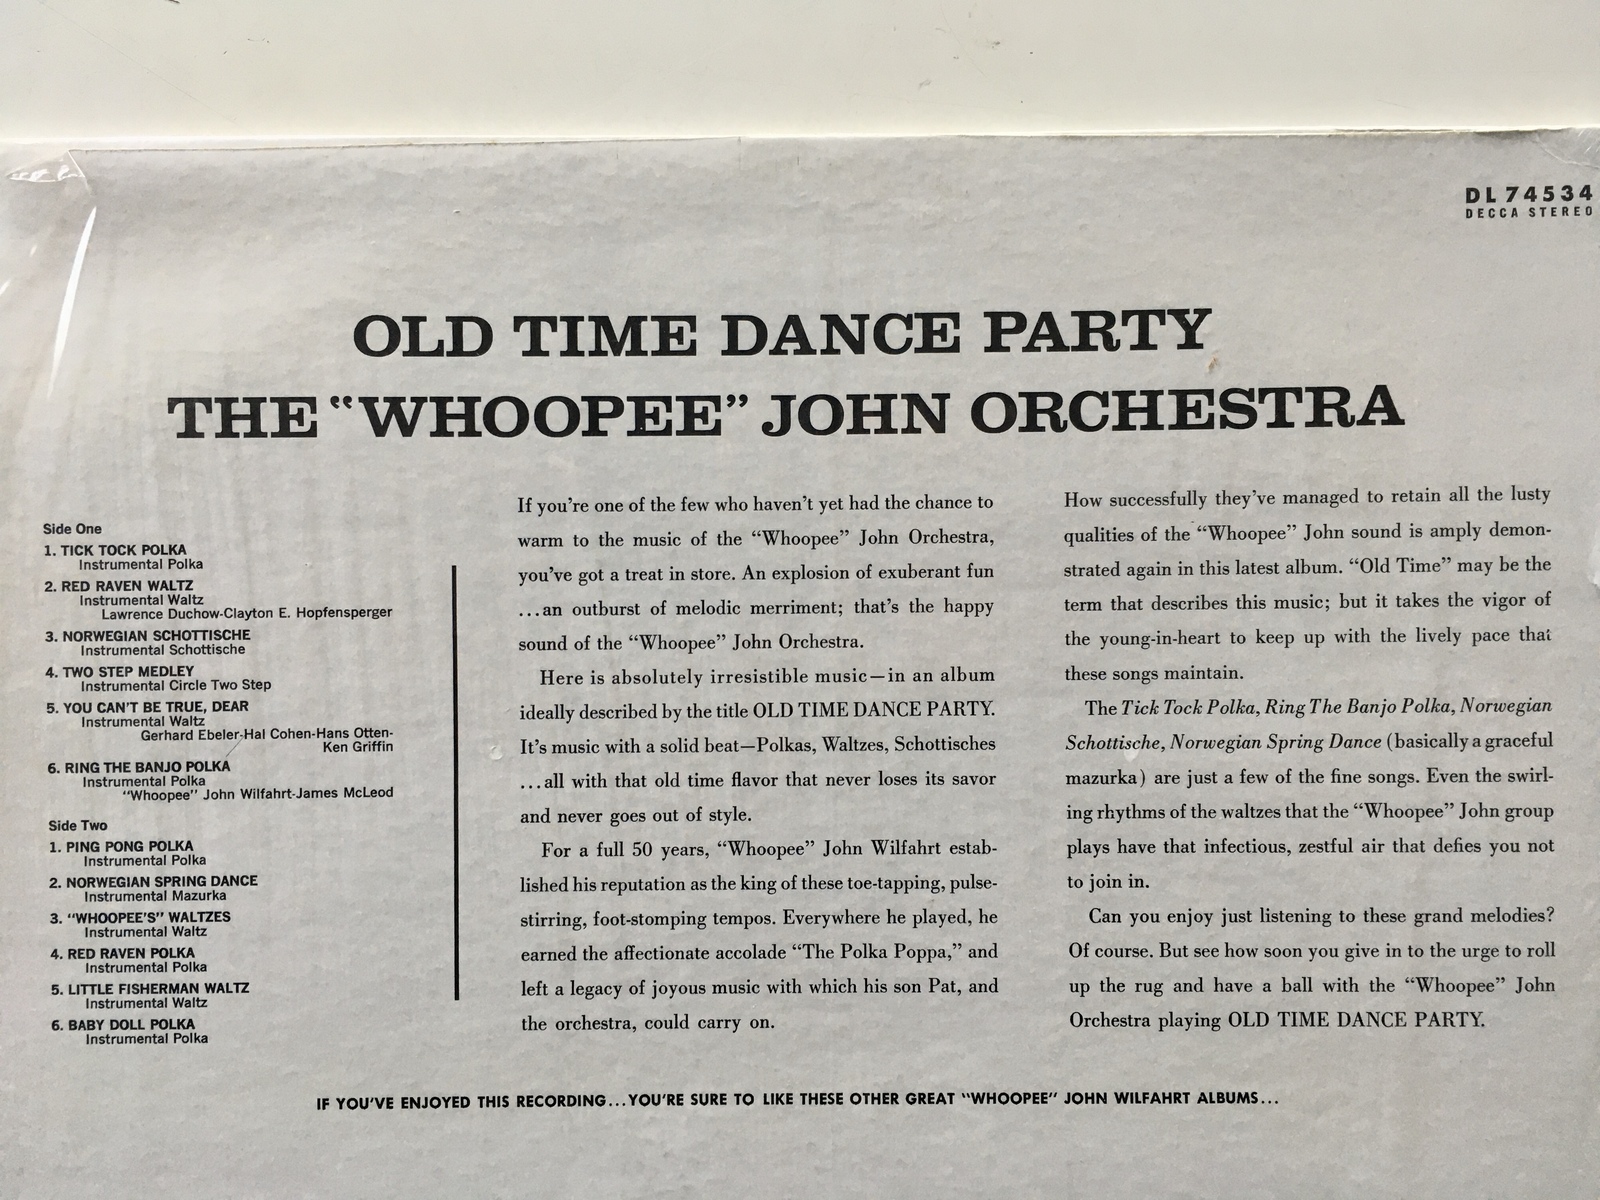 DL 74534
DECCA STEREO
OLD TIME DANCE PARTY
THE "WHOOPEE" JOHN ORCHESTRA
Side One
1. TICK TOCK POLKA
Instrumental Polka
2. RED RAVEN WALTZ
Instrumental Waltz
Lawrence Duchow-Clayton E. Hopfensperger
3. NORWEGIAN SCHOTTISCHE
Instrumental Schottische
4. TWO STEP MEDLEY
Instrumental Circle Two Step
5. YOU CAN'T BE TRUE, DEAR
Instrumental Waltz
Gerhard Ebeler-Hal Cohen-Hans Otten-
Ken Griffin
6. RING THE BANJO POLKA
Instrumental Polka
"Whoopee" John Wilfahrt-James McLeod
Side Two
1. PING PONG POLKA
Instrumental Polka
2. NORWEGIAN SPRING DANCE
Instrumental Mazurka
3. "WHOOPEE'S" WALTZES
Instrumental Waltz
4. RED RAVEN POLKA
Instrumental Polka
5. LITTLE FISHERMAN WALTZ
Instrumental Waltz
6. BABY DOLL POLKA
Instrumental Polka
If you're one of the few who haven't yet had the chance to
warm to the music of the "Whoopee" John Orchestra,
you've got a treat in store. An explosion of exuberant fun
...an outburst of melodic merriment; that's the happy
sound of the "Whoopee" John Orchestra.
Here is absolutely irresistible music—in an album
ideally described by the title OLD TIME DANCE PARTY.
It's music with a solid beat—Polkas, Waltzes, Schottisches
...all with that old time flavor that never loses its savor
and never goes out of style.
For a full 50 years, "Whoopee" John Wilfahrt estab-
lished his reputation as the king of these toe-tapping, pulse-
stirring, foot-stomping tempos. Everywhere he played, he
earned the affectionate accolade "The Polka Poppa," and
left a legacy of joyous music with which his son Pat, and
the orchestra, could carry on.
How successfully they've managed to retain all the lusty
qualities of the "Whoopee" John sound is amply demon-
strated again in this latest album. "Old Time" may be the
term that describes this music; but it takes the vigor of
the young-in-heart to keep up with the lively pace that
these songs maintain.
The Tick Tock Polka, Ring The Banjo Polka, Norwegian
Schottische, Norwegian Spring Dance (basically a graceful
mazurka) are just a few of the fine songs. Even the swirl-
ing rhythms of the waltzes that the "Whoopee" John group
plays have that infectious, zestful air that defies you not
to join in.
Can you enjoy just listening to these grand melodies?
Of course. But see how soon you give in to the urge to roll
up the rug and have a ball with the "Whoopee" John
Orchestra playing OLD TIME DANCE PARTY.
IF YOU'VE ENJOYED THIS RECORDING...YOU'RE SURE TO LIKE THESE OTHER GREAT "WHOOPEE" JOHN WILFAHRT ALBUMS...